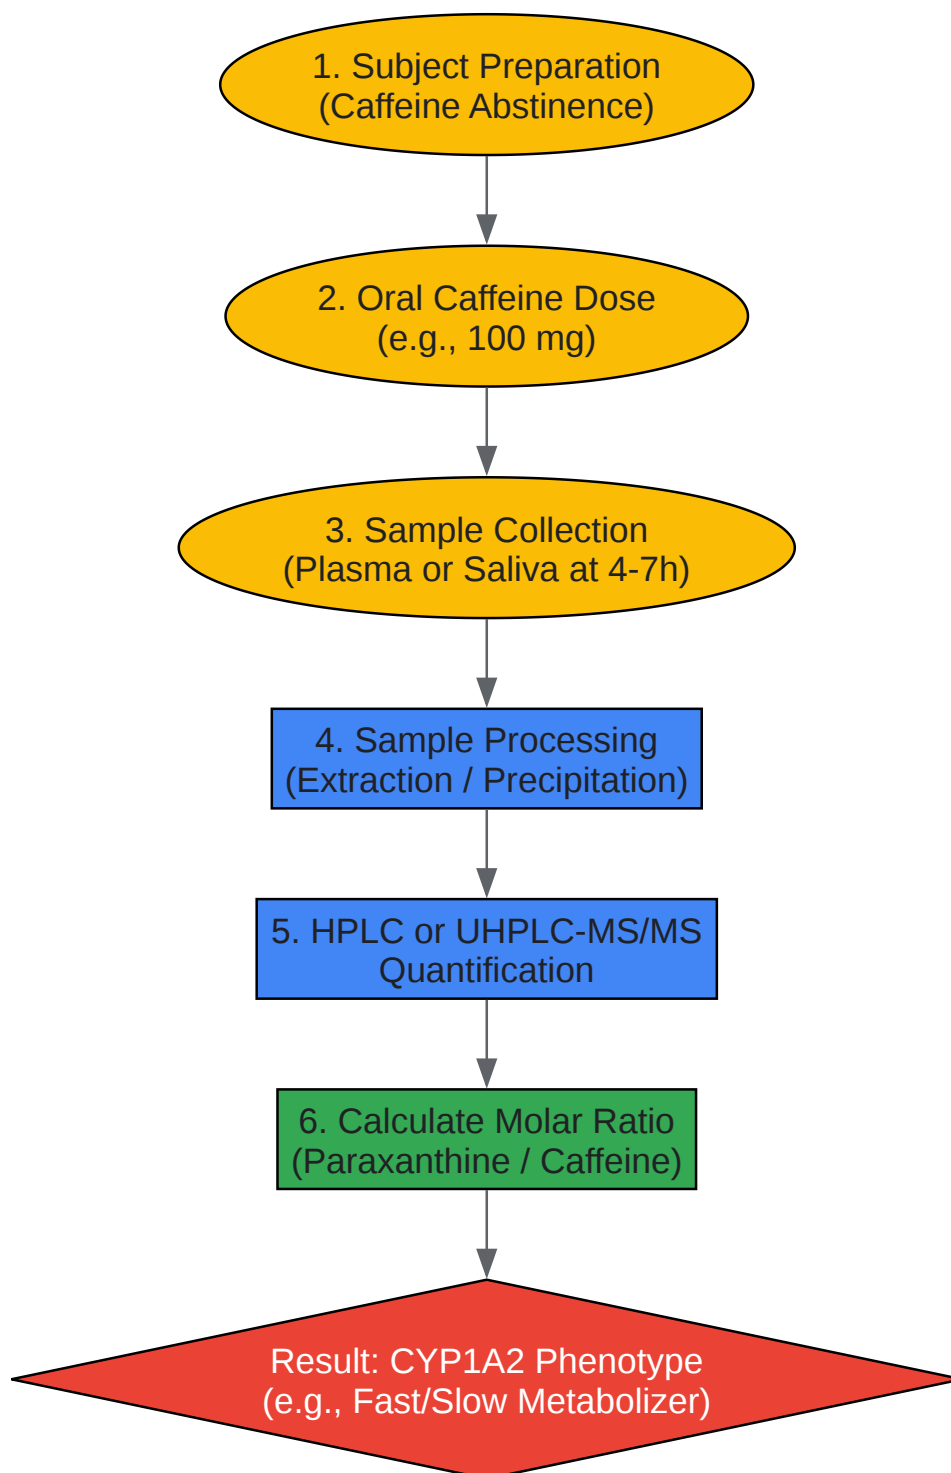 1. Subject Preparation
(Caffeine Abstinence)
2. Oral Caffeine Dose
(e.g., 100 mg)
3. Sample Collection
(Plasma or Saliva at 4-7h)
4. Sample Processing
(Extraction / Precipitation)
5. HPLC or UHPLC-MS/MS
Quantification
6. Calculate Molar Ratio
(Paraxanthine / Caffeine)
Result: CYP1A2 Phenotype
(e.g., Fast/Slow Metabolizer)